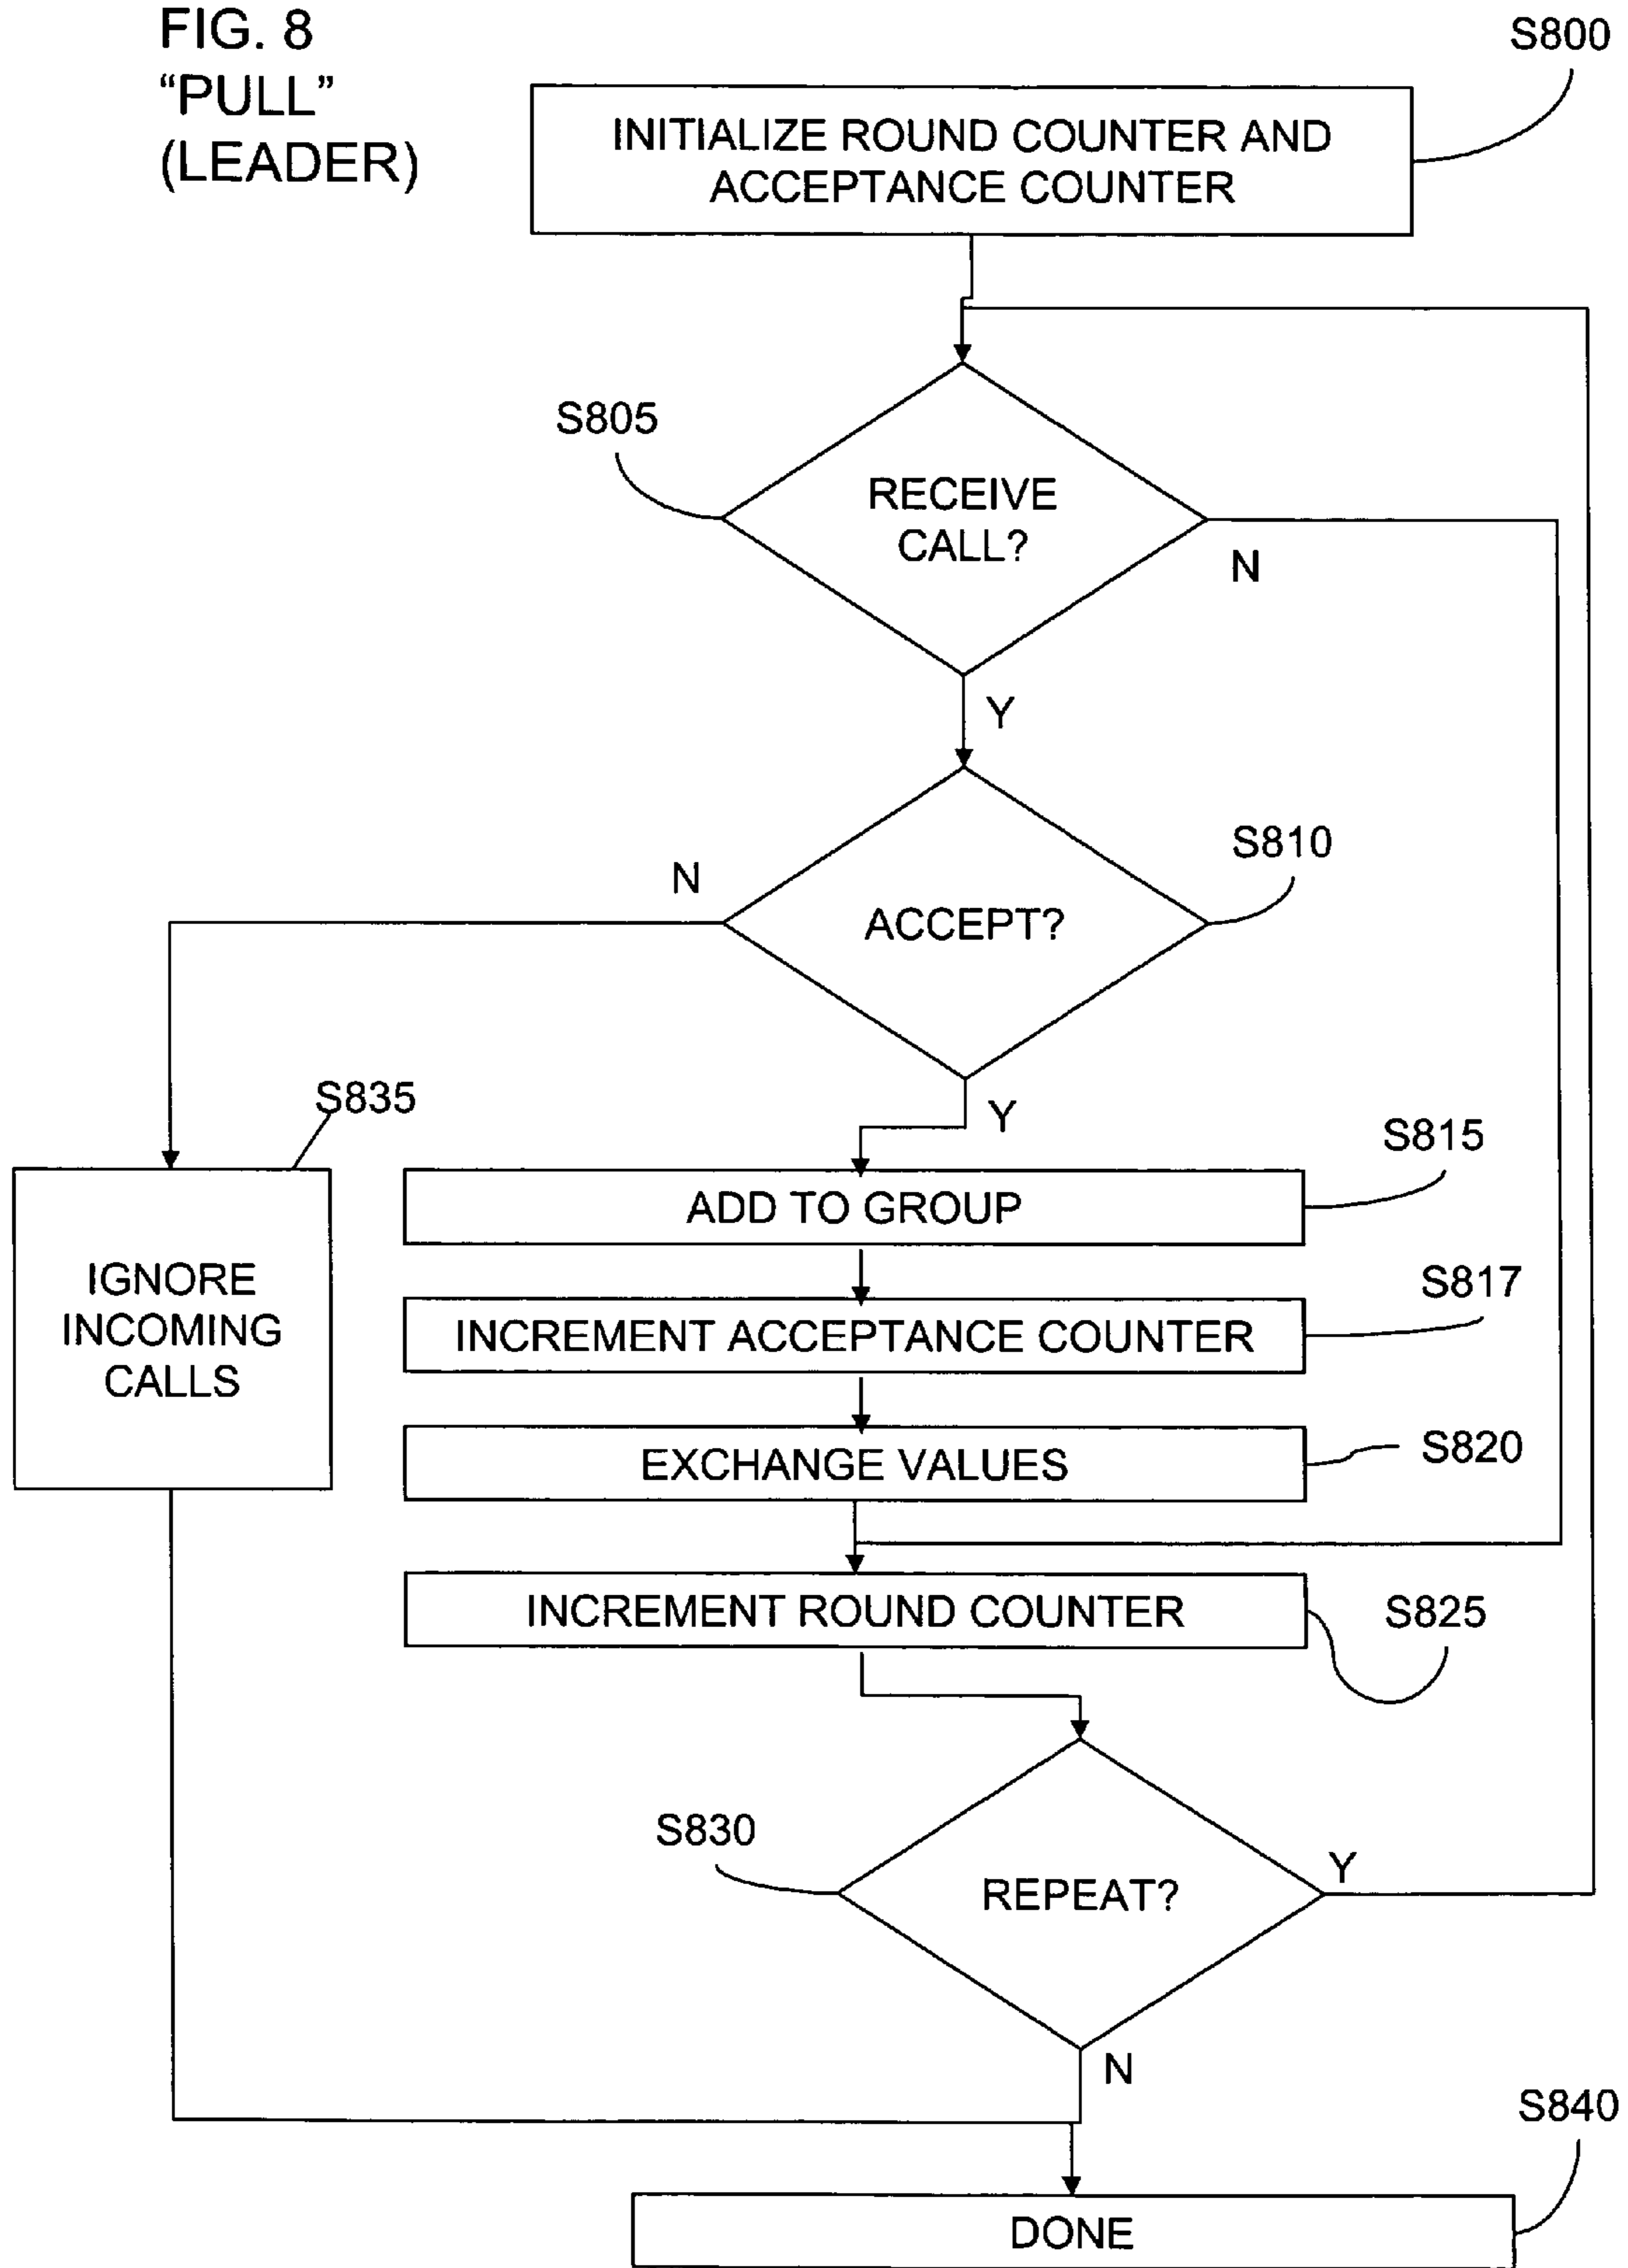 FIG. 8
“PULL”
(LEADER)
S800
INITIALIZE ROUND COUNTER AND
ACCEPTANCE COUNTER
S805
RECEIVE
CALL?
N
Y
S810
N
ACCEPT?
Y
S835
S815
ADD TO GROUP
IGNORE
INCOMING
CALLS
S817
INCREMENT ACCEPTANCE COUNTER
S820
EXCHANGE VALUES
INCREMENT ROUND COUNTER
S825
S830
REPEAT?
Y
N
S840
DONE